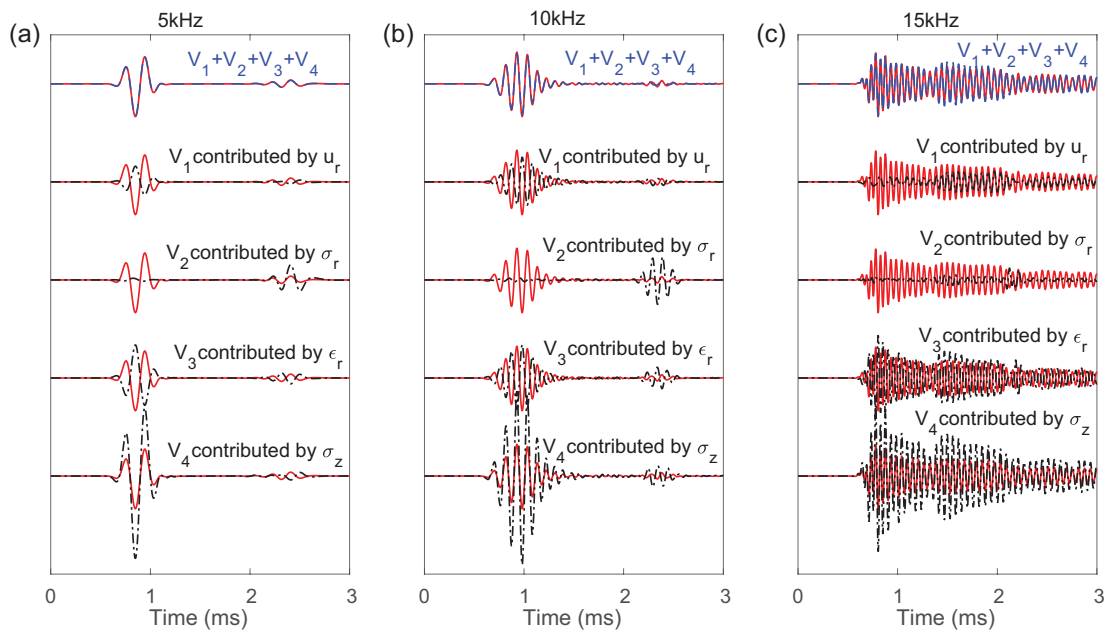 5kHz
(a)
V1+V2+V3+V4
V1contributed by ur
V2contributed by σr
V3contributed by ϵr
V4contributed by σz
0 1 2 3
Time (ms)
10kHz
(b)
V1+V2+V3+V4
V1contributed by ur
V2contributed by σr
V3contributed by ϵr
V4contributed by σz
0 1 2 3
Time (ms)
15kHz
(c)
V1+V2+V3+V4
V1contributed by ur
V2contributed by σr
V3contributed by ϵr
V4contributed by σz
0 1 2 3
Time (ms)